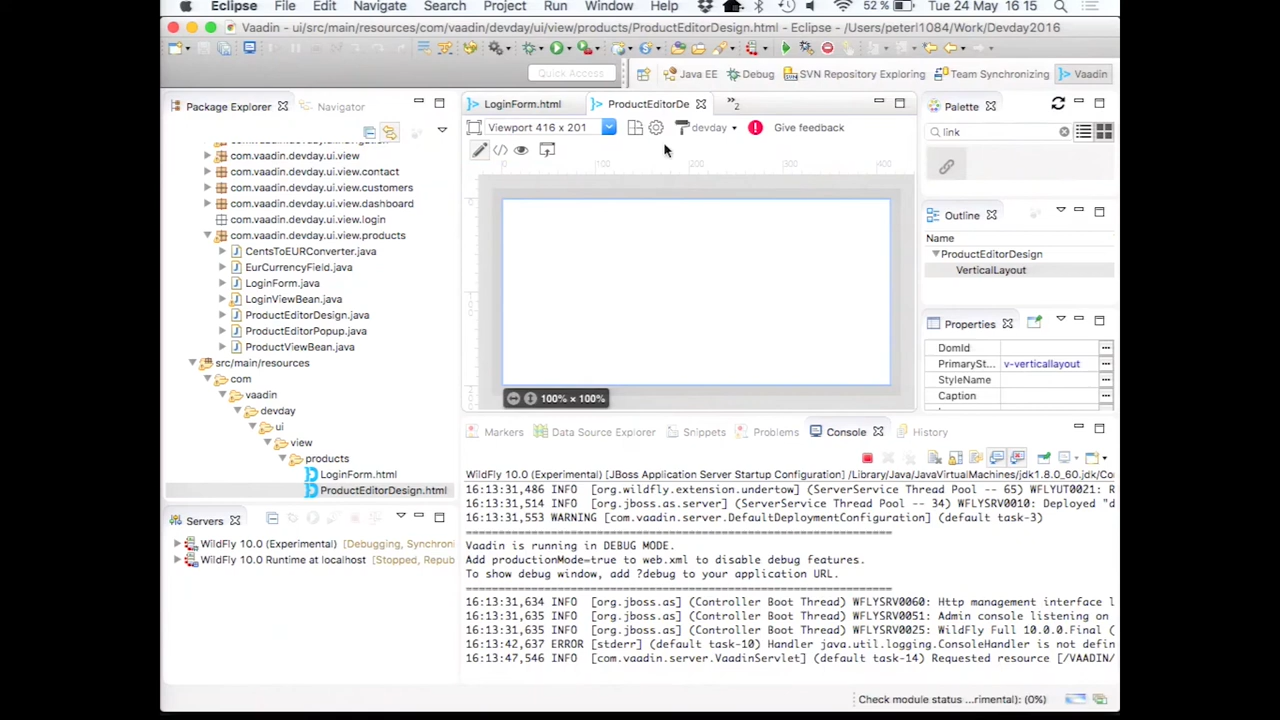 Eclipse File Edit Navigate Search Project Run Window Help 52 % Tue 24 May 16 15
Vaadin - ui/src/main/resources/com/vaadin/devday/ui/view/products/ProductEditorDesign.html - Eclipse - /Users/peterl1084/Work/Devday2016
Quick Access Java EE Debug SVN Repository Exploring Team Synchronizing Vaadin
Package Explorer Navigator
com.vaadin.devday.ui.view
com.vaadin.devday.ui.view.contact
com.vaadin.devday.ui.view.customers
com.vaadin.devday.ui.view.dashboard
com.vaadin.devday.ui.view.login
com.vaadin.devday.ui.view.products
CentsToEURConverter.java
EurCurrencyField.java
LoginForm.java
LoginViewBean.java
ProductEditorDesign.java
ProductEditorPopup.java
ProductViewBean.java
src/main/resources
com
vaadin
devday
ui
view
products
LoginForm.html
ProductEditorDesign.html
Servers
WildFly 10.0 (Experimental) [Debugging, Synchroni
WildFly 10.0 Runtime at localhost [Stopped, Repub
LoginForm.html ProductEditorDe »2
Viewport 416 x 201 devday Give feedback
0 100 200 300 400
0
100% × 100%
Palette
link
Outline
Name
ProductEditorDesign
VerticalLayout
Properties
DomId
PrimarySt... v-verticallayout
StyleName
Caption
Markers Data Source Explorer Snippets Problems Console History
WildFly 10.0 (Experimental) [JBoss Application Server Startup Configuration] /Library/Java/JavaVirtualMachines/jdk1.8.0_60.jdk/Co
16:13:31,486 INFO [org.wildfly.extension.undertow] (ServerService Thread Pool -- 65) WFLYUT0021: R
16:13:31,514 INFO [org.jboss.as.server] (ServerService Thread Pool -- 34) WFLYSRV0010: Deployed "d
16:13:31,553 WARNING [com.vaadin.server.DefaultDeploymentConfiguration] (default task-3)
=================================================================
Vaadin is running in DEBUG MODE.
Add productionMode=true to web.xml to disable debug features.
To show debug window, add ?debug to your application URL.
=================================================================
16:13:31,634 INFO [org.jboss.as] (Controller Boot Thread) WFLYSRV0060: Http management interface l
16:13:31,635 INFO [org.jboss.as] (Controller Boot Thread) WFLYSRV0051: Admin console listening on
16:13:31,635 INFO [org.jboss.as] (Controller Boot Thread) WFLYSRV0025: WildFly Full 10.0.0.Final (
16:13:42,637 ERROR [stderr] (default task-10) Handler java.util.logging.ConsoleHandler is not defin
16:13:47,546 INFO [com.vaadin.server.VaadinServlet] (default task-14) Requested resource [/VAADIN/
Check module status ...rimental): (0%)